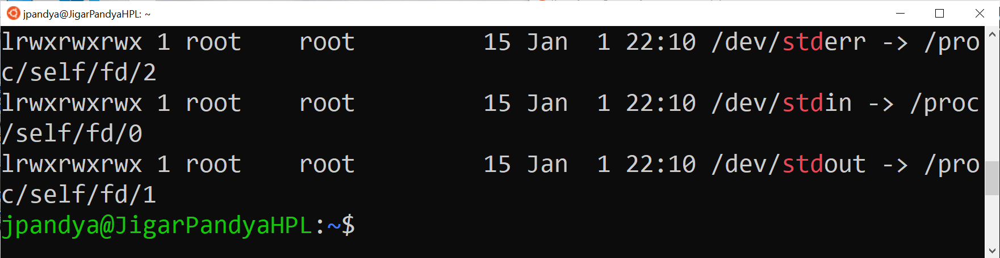 jpandya@JigarPandyaHPL: ~
lrwxrwxrwx 1 root    root         15 Jan  1 22:10 /dev/stderr -> /pro
c/self/fd/2
lrwxrwxrwx 1 root    root         15 Jan  1 22:10 /dev/stdin -> /proc
/self/fd/0
lrwxrwxrwx 1 root    root         15 Jan  1 22:10 /dev/stdout -> /pro
c/self/fd/1
jpandya@JigarPandyaHPL:~$